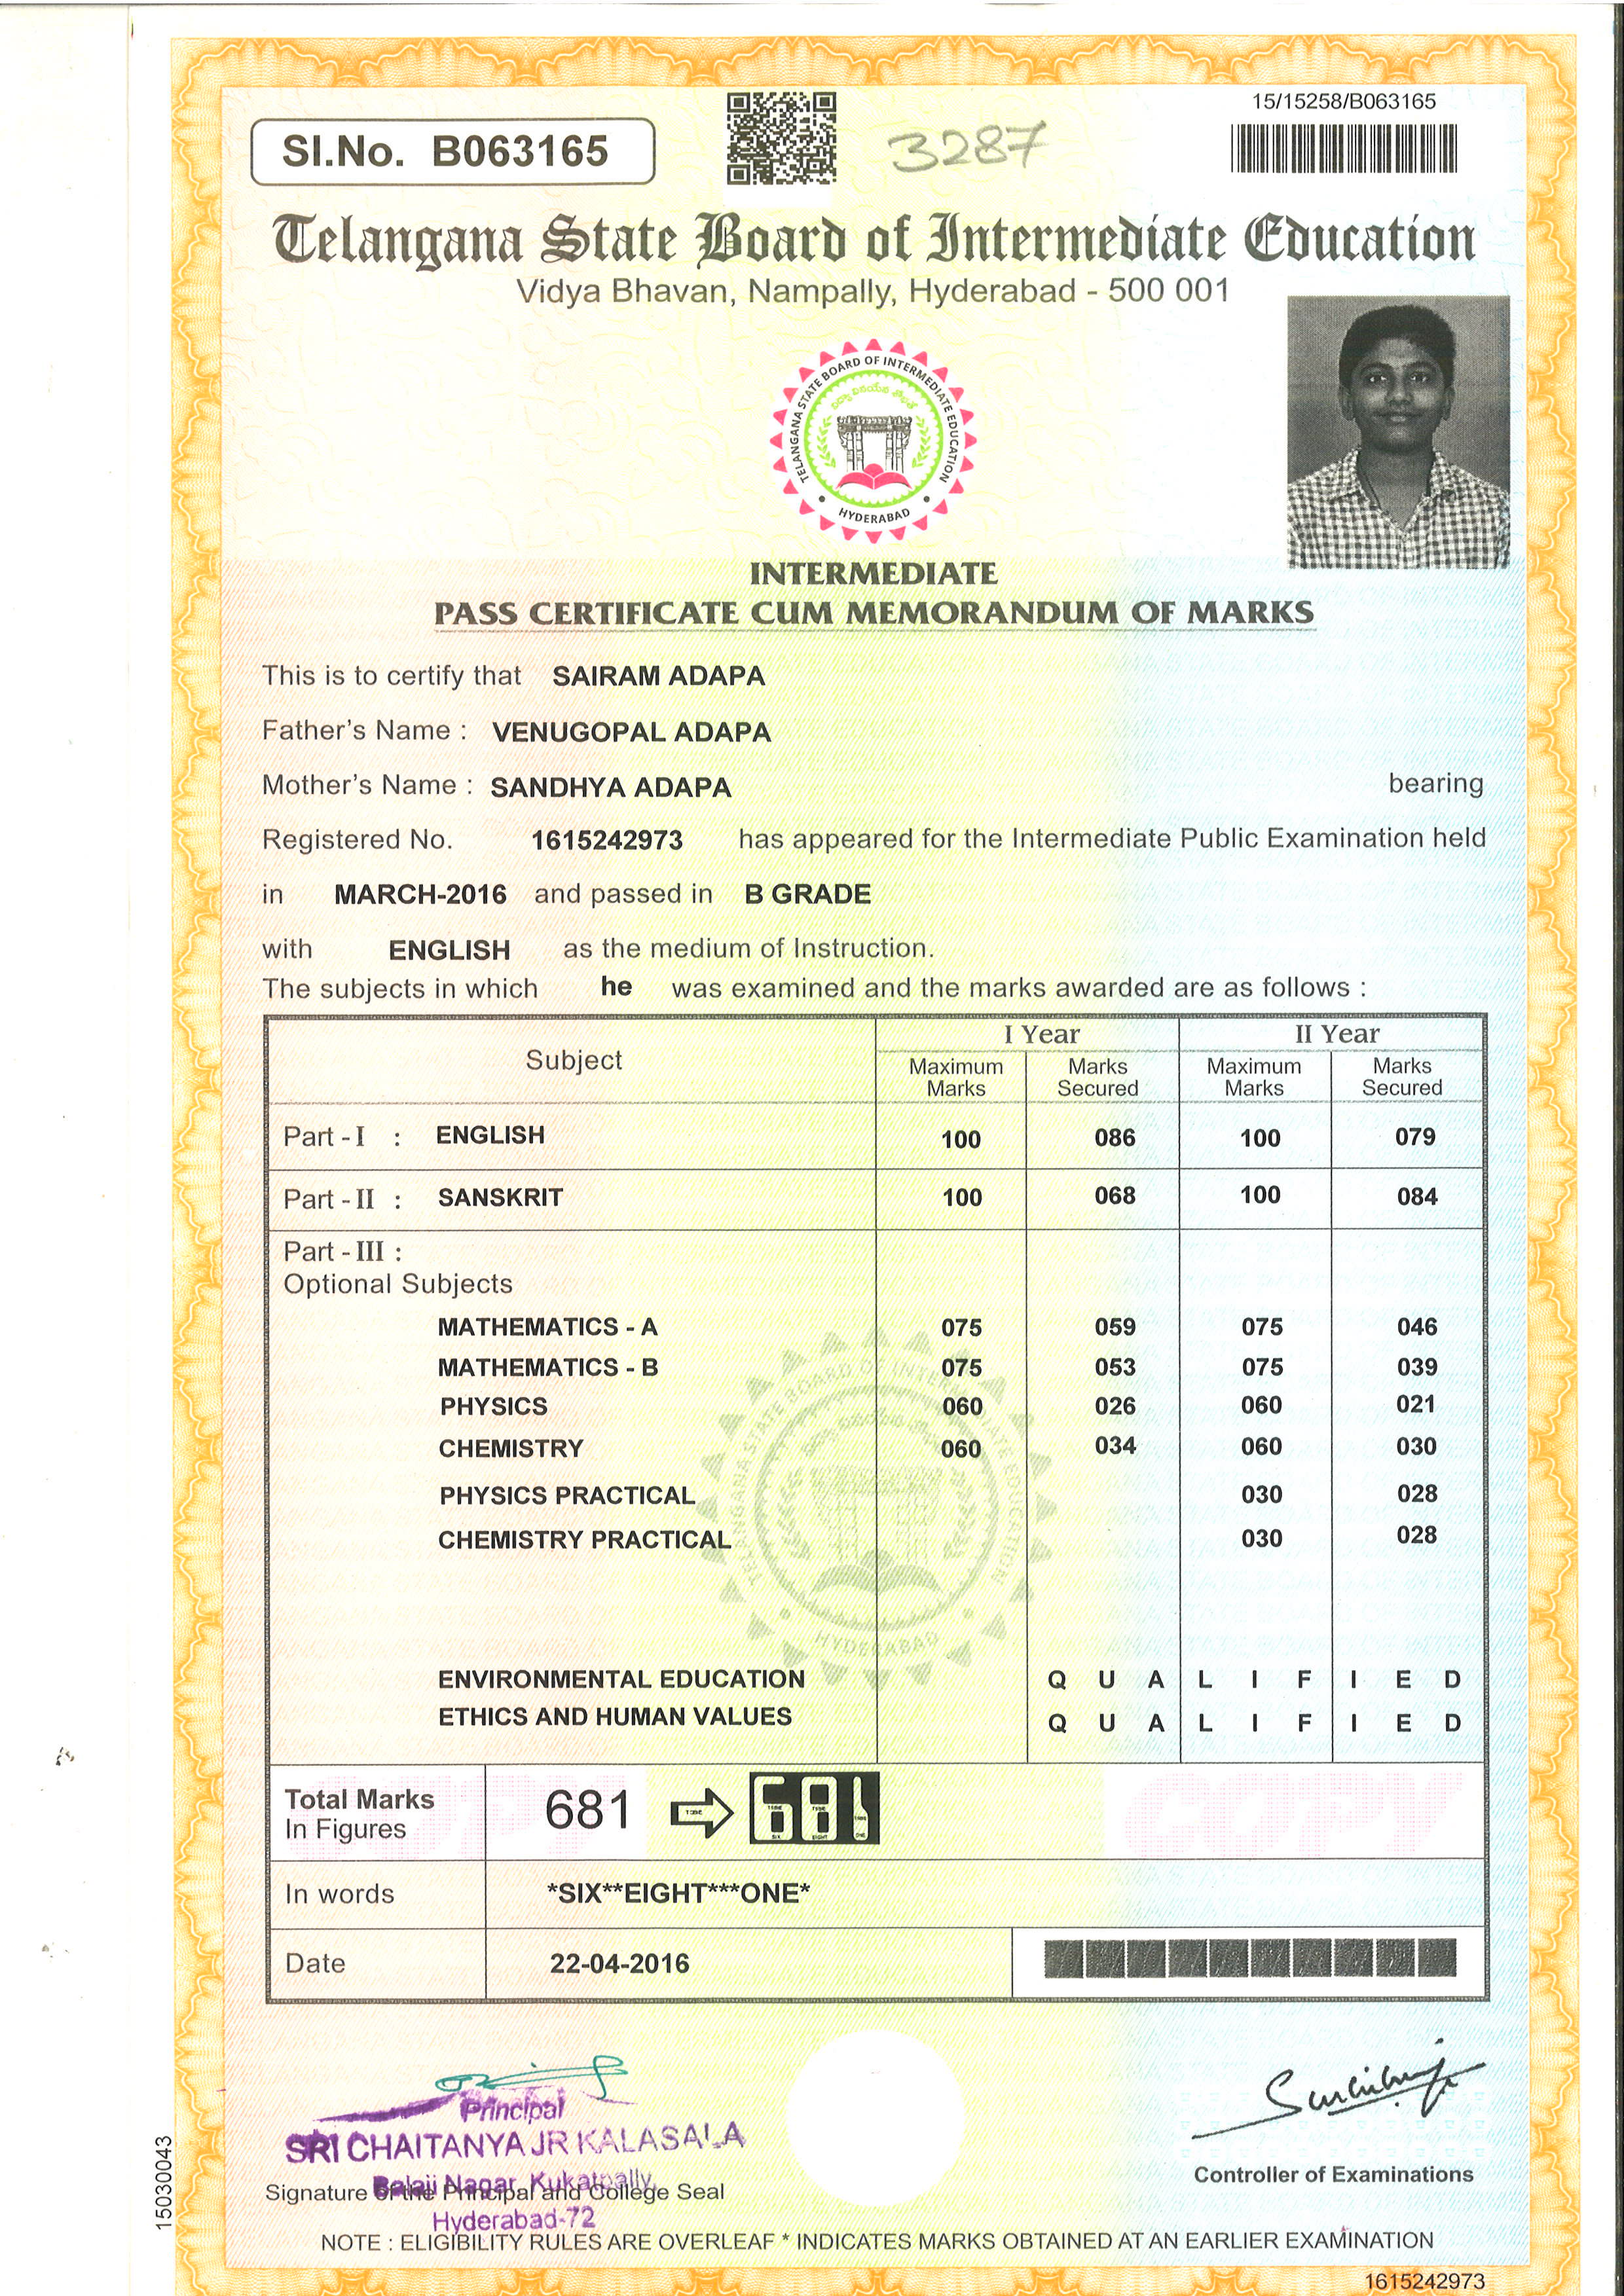 15/15258/B063165
Sl.No. B063165
3287
Telangana State Board of Intermediate Education
Vidya Bhavan, Nampally, Hyderabad - 500 001
TELANGANA STATE BOARD OF INTERMEDIATE EDUCATION
HYDERABAD
INTERMEDIATE
PASS CERTIFICATE CUM MEMORANDUM OF MARKS
This is to certify that SAIRAM ADAPA
Father's Name : VENUGOPAL ADAPA
Mother's Name : SANDHYA ADAPA bearing
Registered No. 1615242973 has appeared for the Intermediate Public Examination held
in MARCH-2016 and passed in B GRADE
with ENGLISH as the medium of Instruction.
The subjects in which he was examined and the marks awarded are as follows :
Subject I Year II Year
Maximum Marks Marks Secured Maximum Marks Marks Secured
Part - I : ENGLISH 100 086 100 079
Part - II : SANSKRIT 100 068 100 084
Part - III :
Optional Subjects
MATHEMATICS - A 075 059 075 046
MATHEMATICS - B 075 053 075 039
PHYSICS 060 026 060 021
CHEMISTRY 060 034 060 030
PHYSICS PRACTICAL 030 028
CHEMISTRY PRACTICAL 030 028
ENVIRONMENTAL EDUCATION Q U A L I F I E D
ETHICS AND HUMAN VALUES Q U A L I F I E D
Total Marks
In Figures 681 681
In words *SIX**EIGHT***ONE*
Date 22-04-2016
Principal
SRI CHAITANYA JR KALASALA
Balaji Nagar, Kukatpally,
Signature of the Principal and College Seal
Hyderabad-72
Controller of Examinations
15030043
NOTE : ELIGIBILITY RULES ARE OVERLEAF * INDICATES MARKS OBTAINED AT AN EARLIER EXAMINATION
1615242973